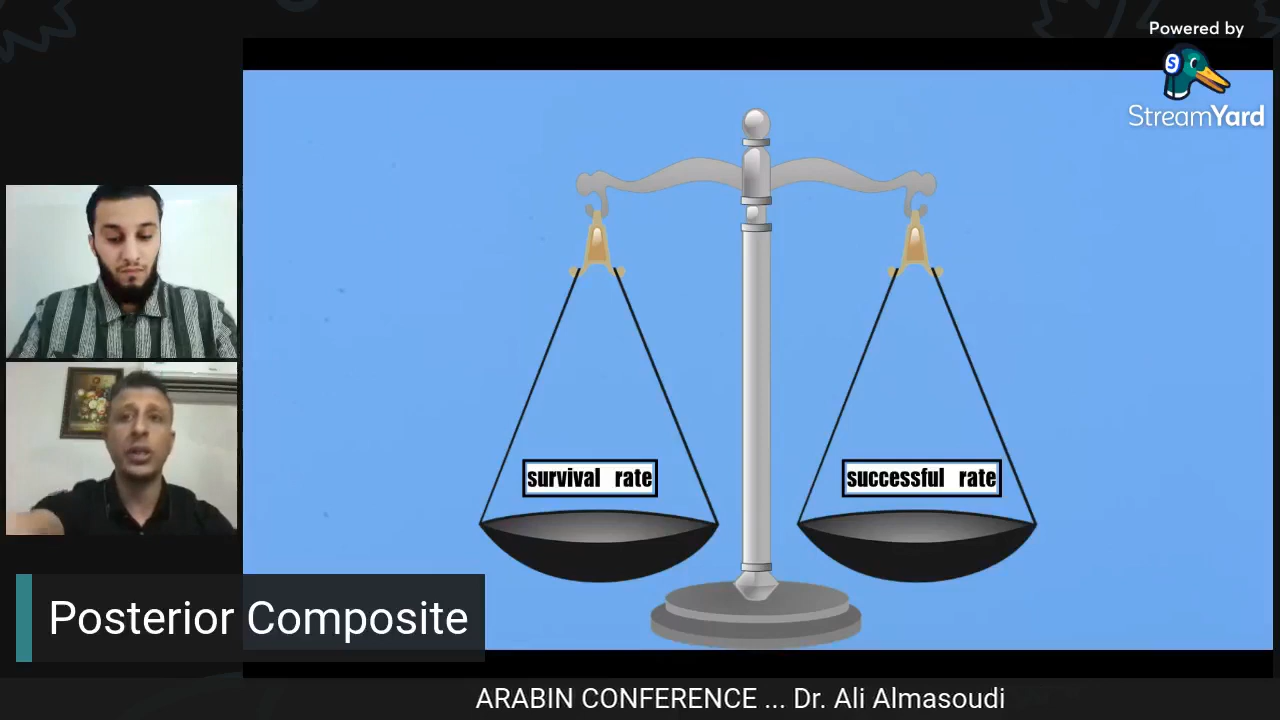 Powered by
S
StreamYard
survival rate
successful rate
Posterior Composite
ARABIN CONFERENCE ... Dr. Ali Almasoudi